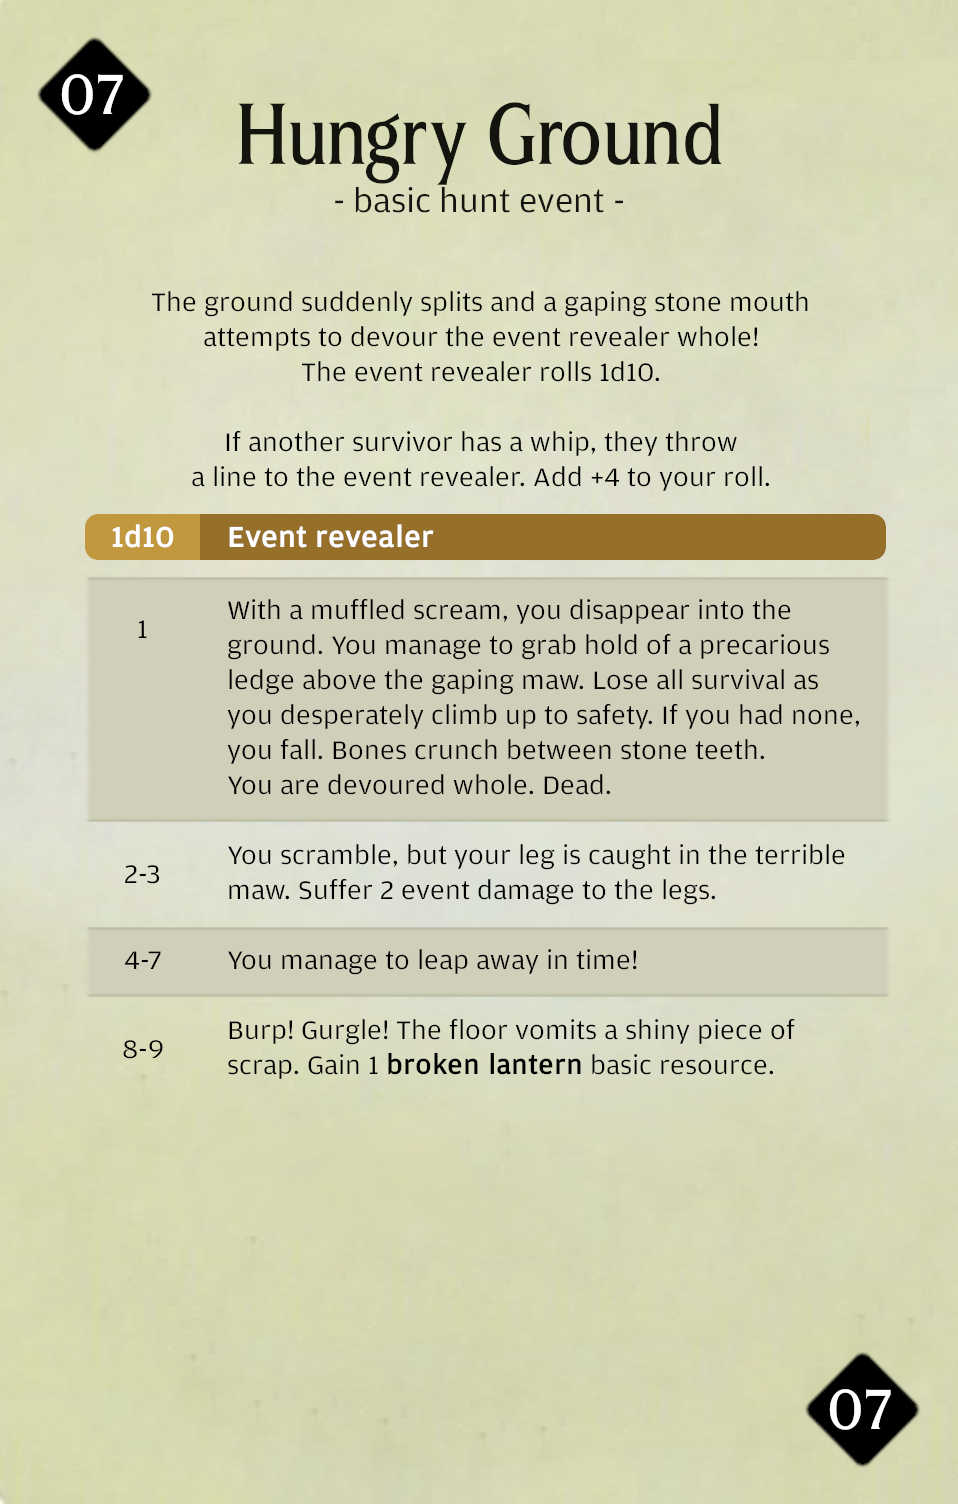 07
Hungry Ground
- basic hunt event -
The ground suddenly splits and a gaping stone mouth
attempts to devour the event revealer whole!
The event revealer rolls 1d10.
If another survivor has a whip, they throw
a line to the event revealer. Add +4 to your roll.
1d10 Event revealer
1
With a muffled scream, you disappear into the
ground. You manage to grab hold of a precarious
ledge above the gaping maw. Lose all survival as
you desperately climb up to safety. If you had none,
you fall. Bones crunch between stone teeth.
You are devoured whole. Dead.
2-3
You scramble, but your leg is caught in the terrible
maw. Suffer 2 event damage to the legs.
4-7 You manage to leap away in time!
8-9
Burp! Gurgle! The floor vomits a shiny piece of
scrap. Gain 1 broken lantern basic resource.
07